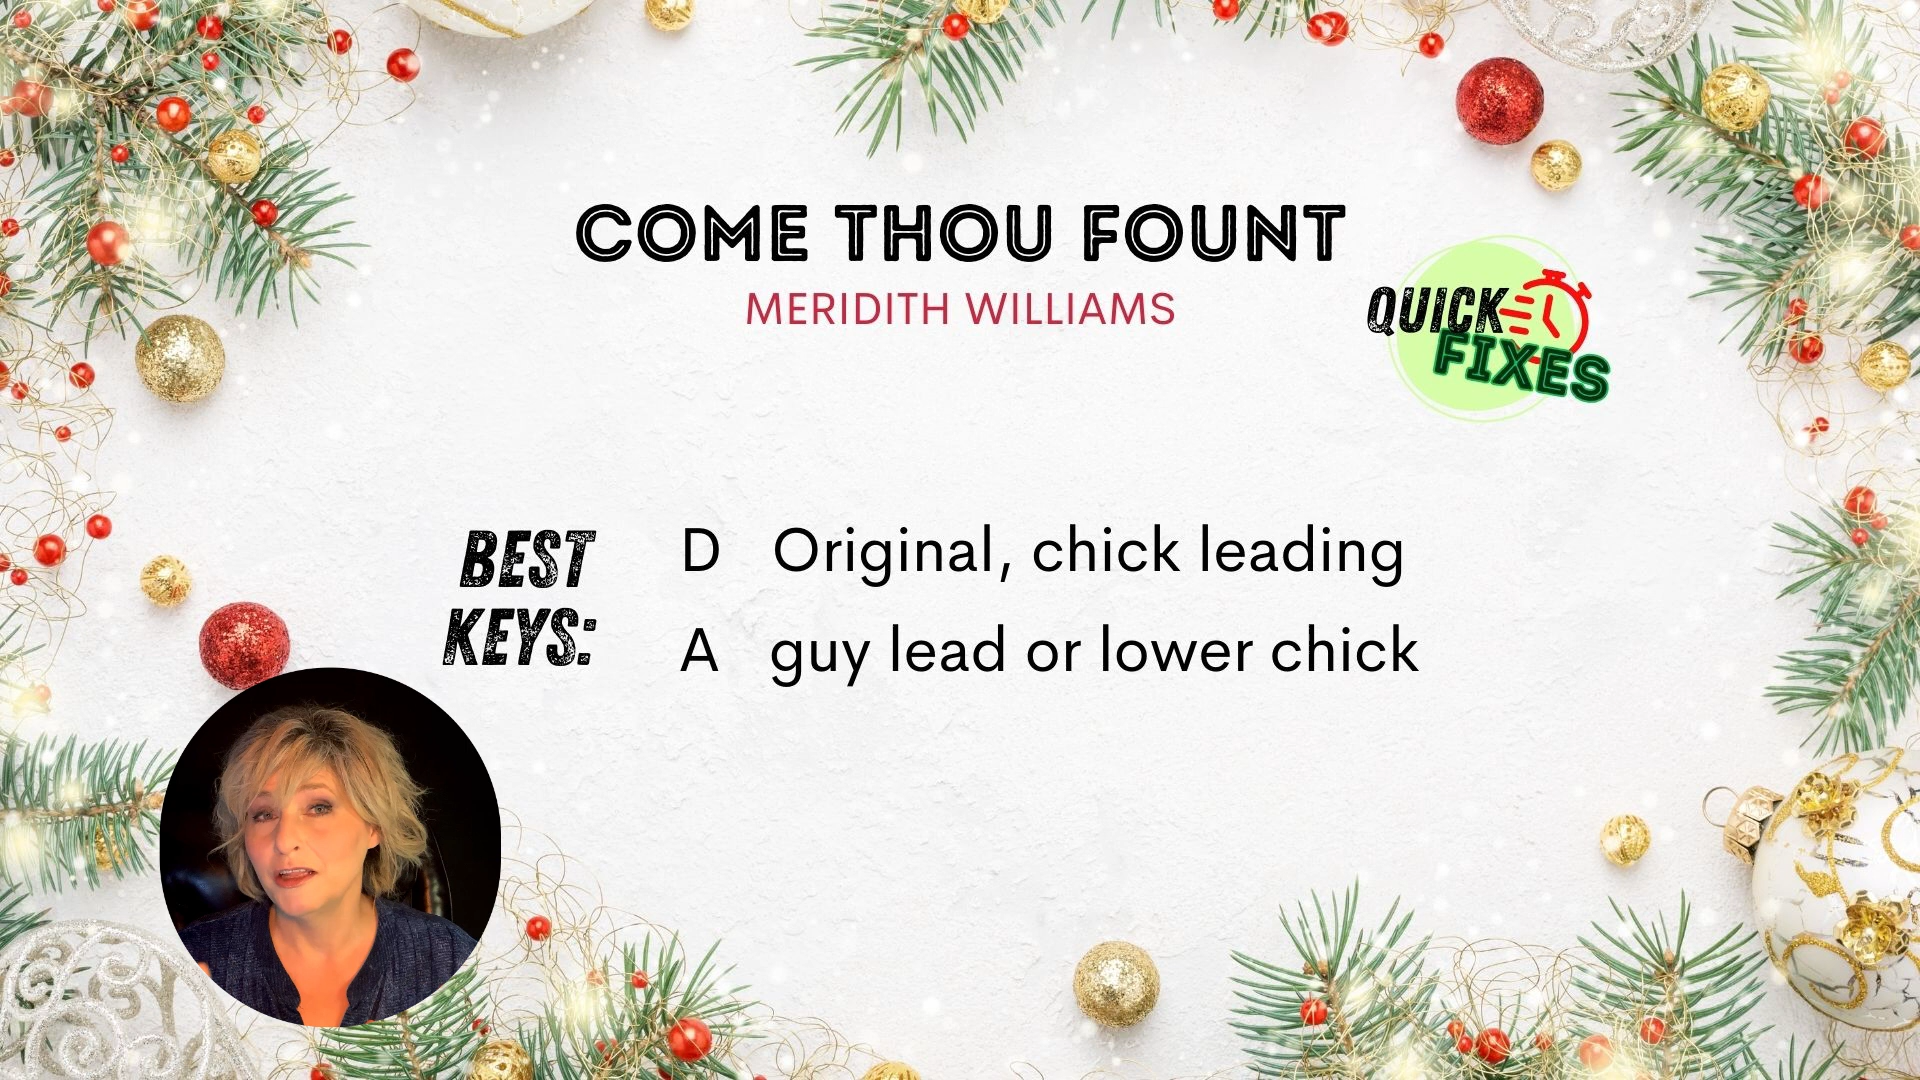 COME THOU FOUNT
MERIDITH WILLIAMS
QUICK
FIXES
BEST
KEYS:
D Original, chick leading
A guy lead or lower chick